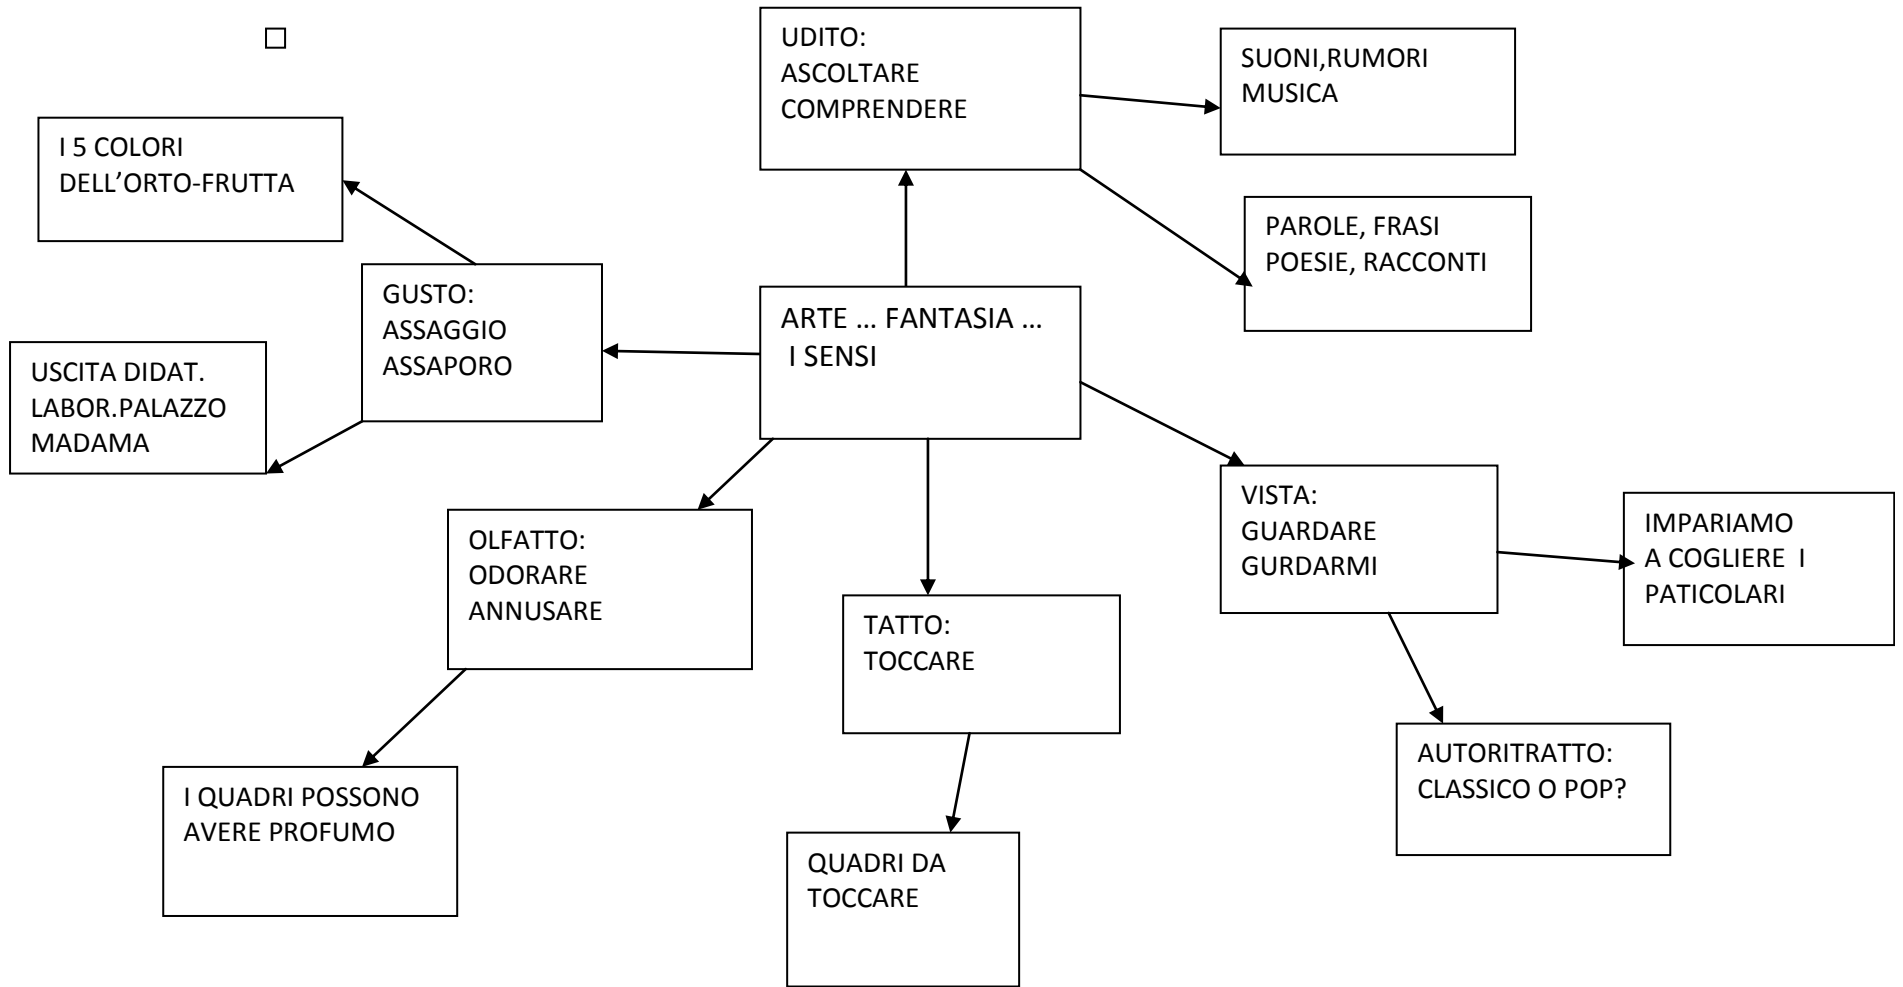 UDITO:
ASCOLTARE
COMPRENDERE
SUONI,RUMORI
MUSICA
I 5 COLORI
DELL’ORTO-FRUTTA
PAROLE, FRASI
POESIE, RACCONTI
GUSTO:
ASSAGGIO
ASSAPORO
ARTE … FANTASIA …
I SENSI
USCITA DIDAT.
LABOR.PALAZZO
MADAMA
VISTA:
GUARDARE
GURDARMI
IMPARIAMO
A COGLIERE I
PATICOLARI
OLFATTO:
ODORARE
ANNUSARE
TATTO:
TOCCARE
AUTORITRATTO:
CLASSICO O POP?
I QUADRI POSSONO
AVERE PROFUMO
QUADRI DA
TOCCARE